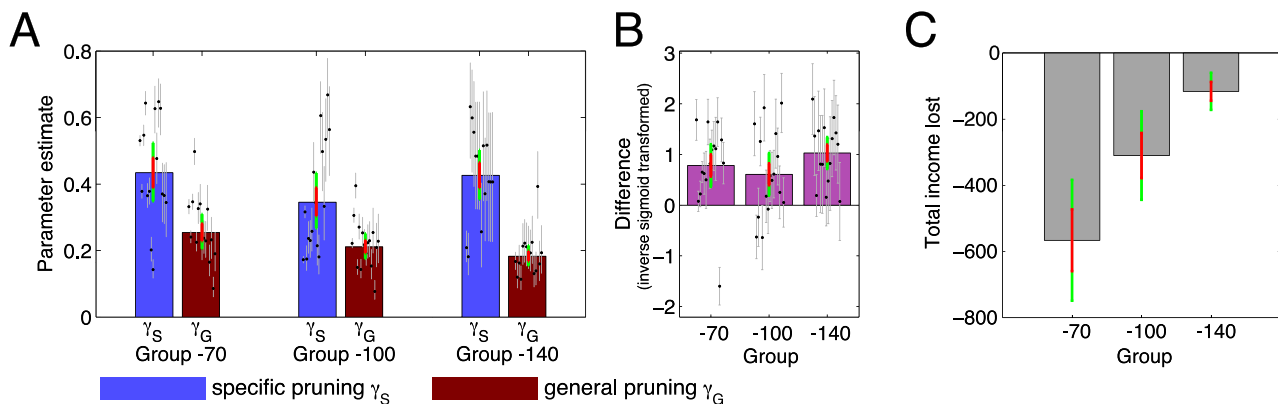 A
Parameter estimate
0.8
0.6
0.4
0.2
0
γS γG γS γG γS γG
Group -70 Group -100 Group -140
specific pruning γS general pruning γG
B
Difference
(inverse sigmoid transformed)
3
2
1
0
−1
−2
-70 -100 -140
Group
C
Total income lost
0
−200
−400
−600
−800
-70 -100 -140
Group